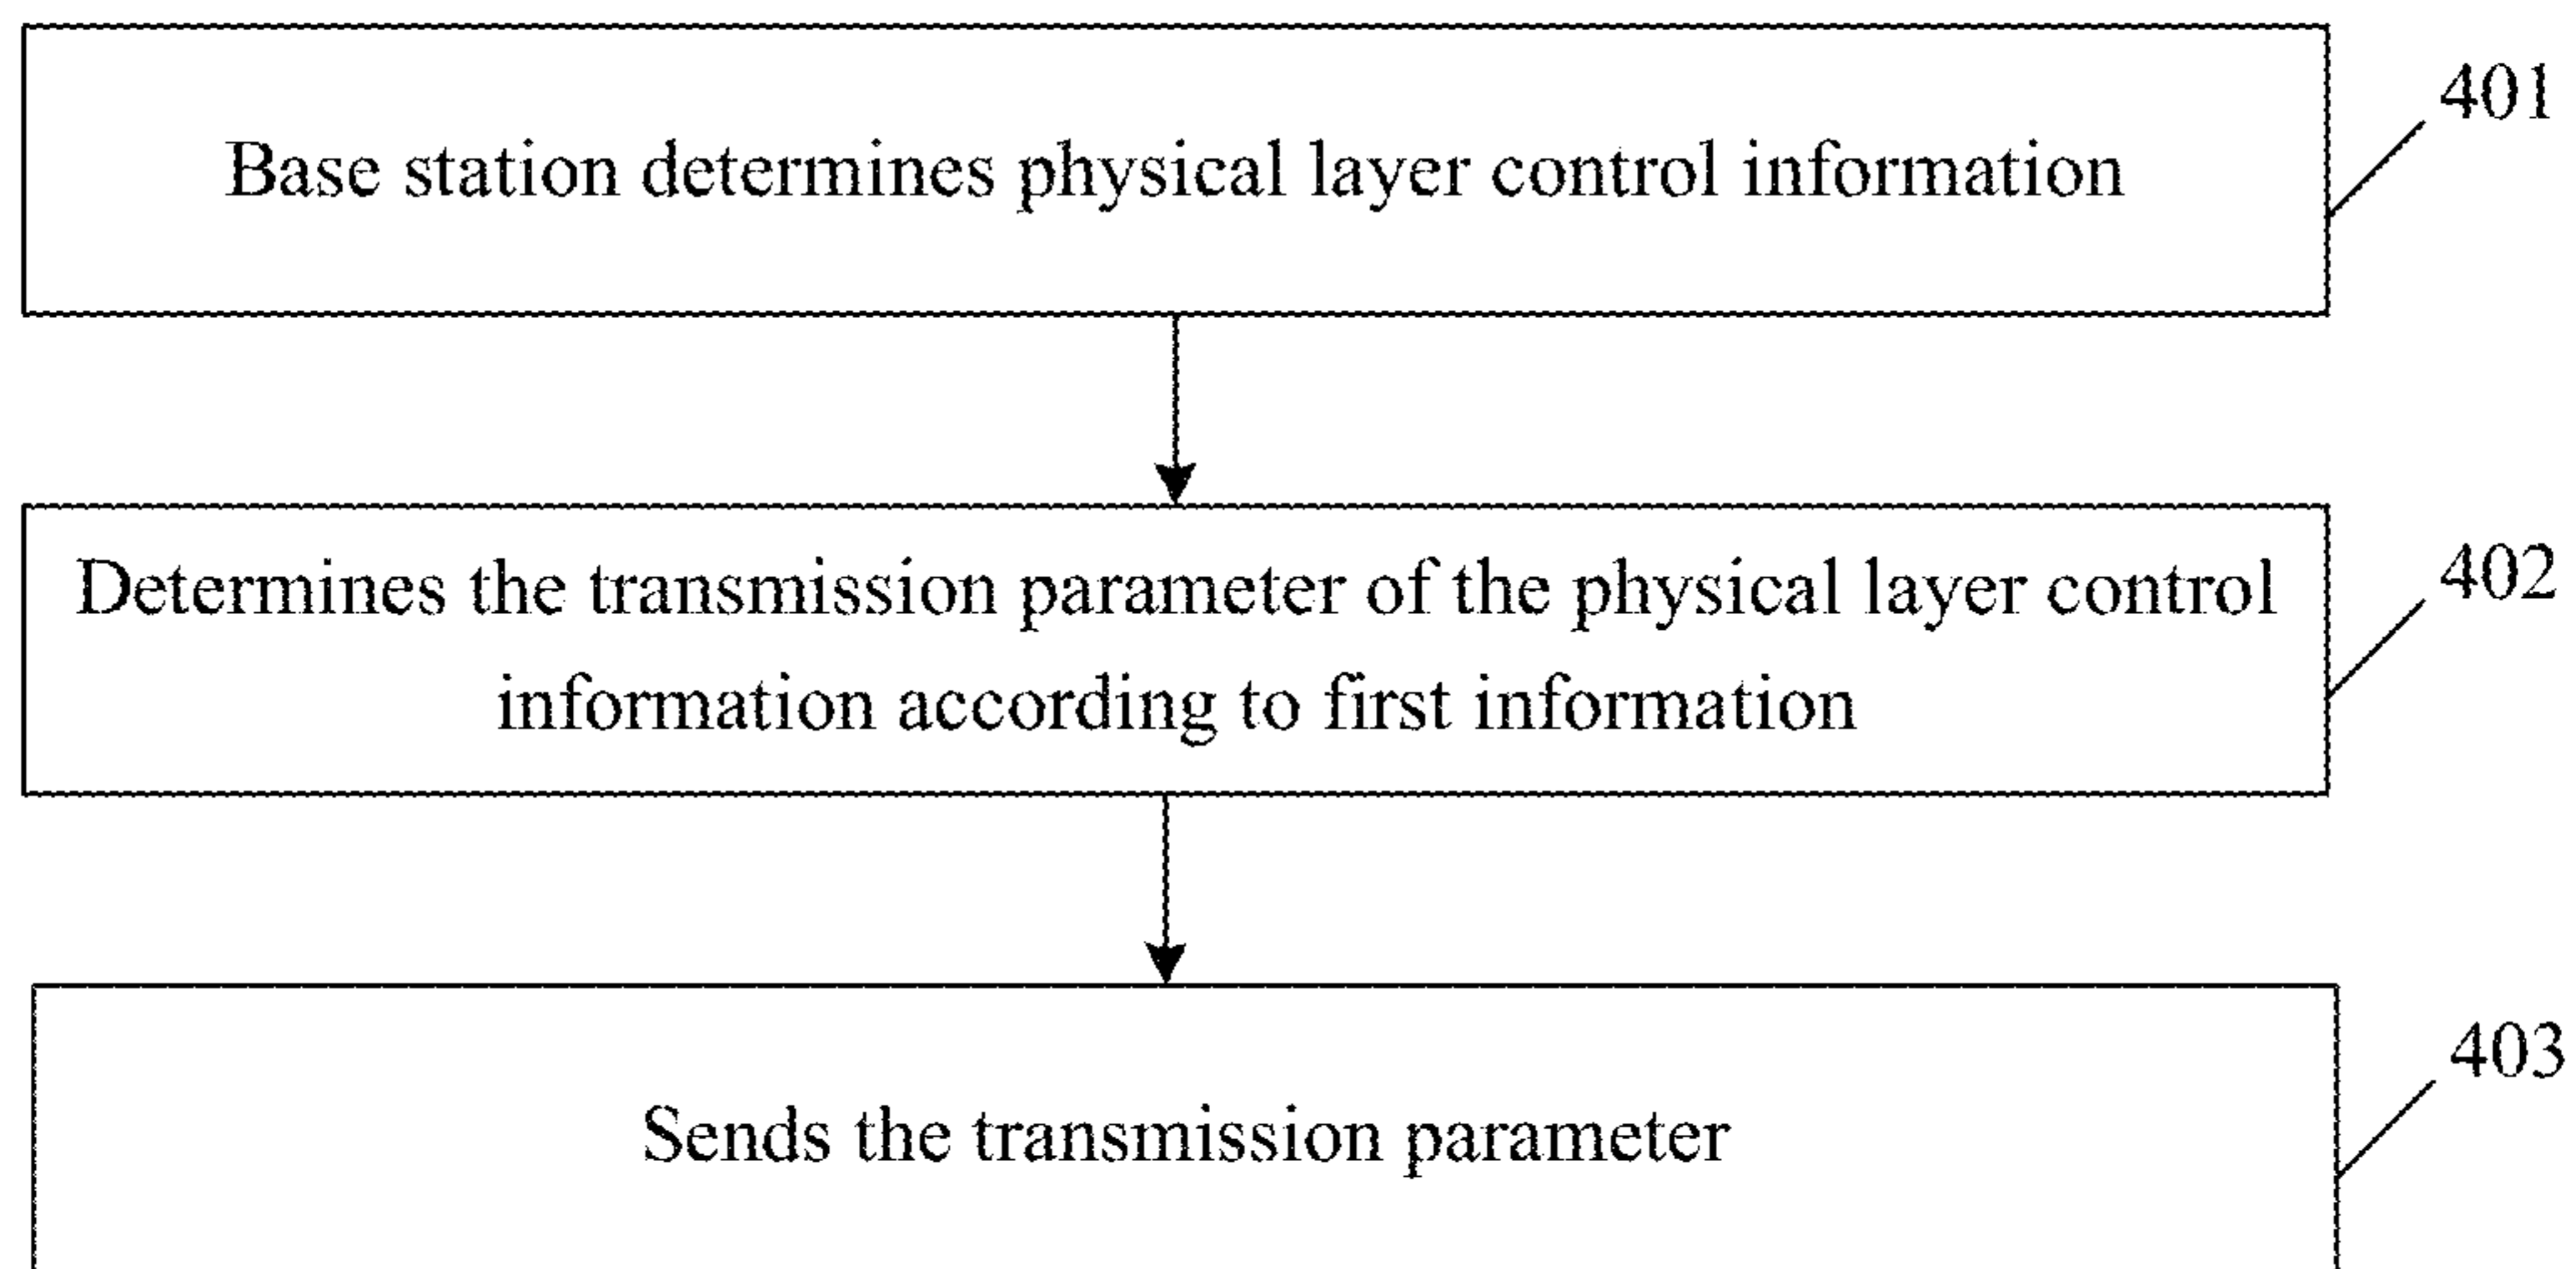 401
Base station determines physical layer control information
402
Determines the transmission parameter of the physical layer control
information according to first information
403
Sends the transmission parameter